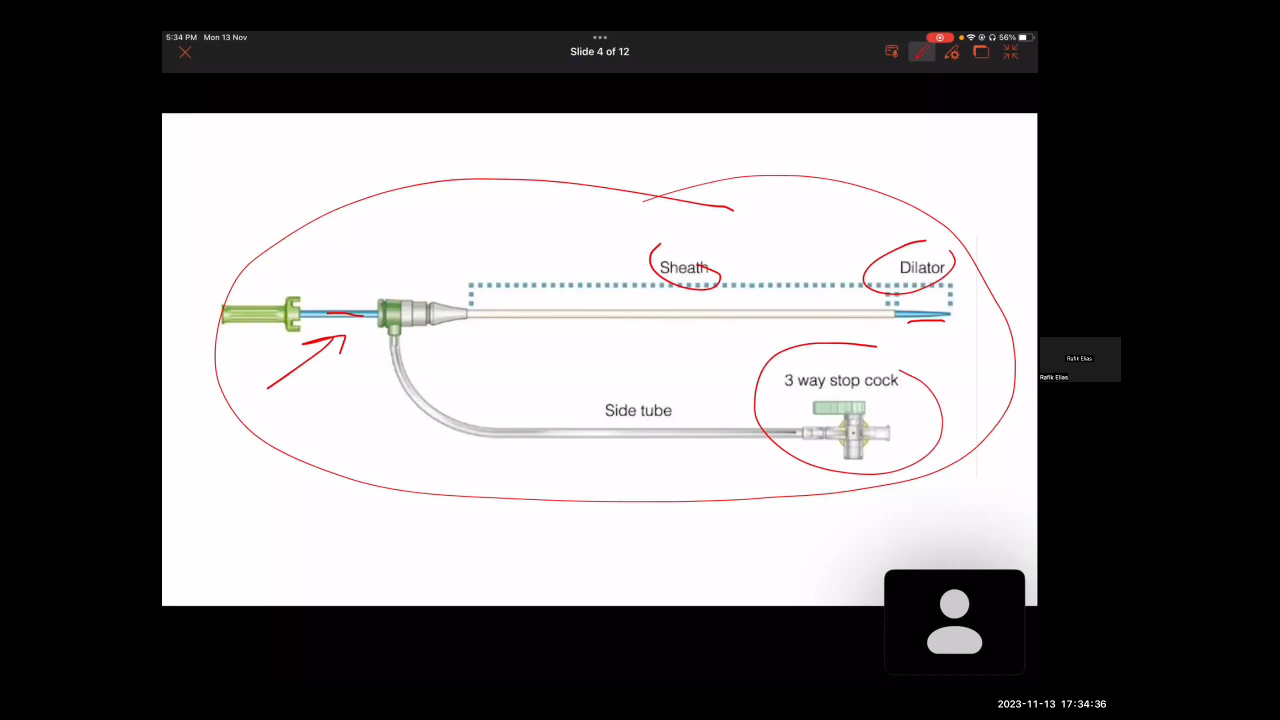 5:34 PM Mon 13 Nov
56%
Slide 4 of 12
Sheath
Dilator
3 way stop cock
Side tube
Rafik Elias
Rafik Elias
2023-11-13 17:34:36